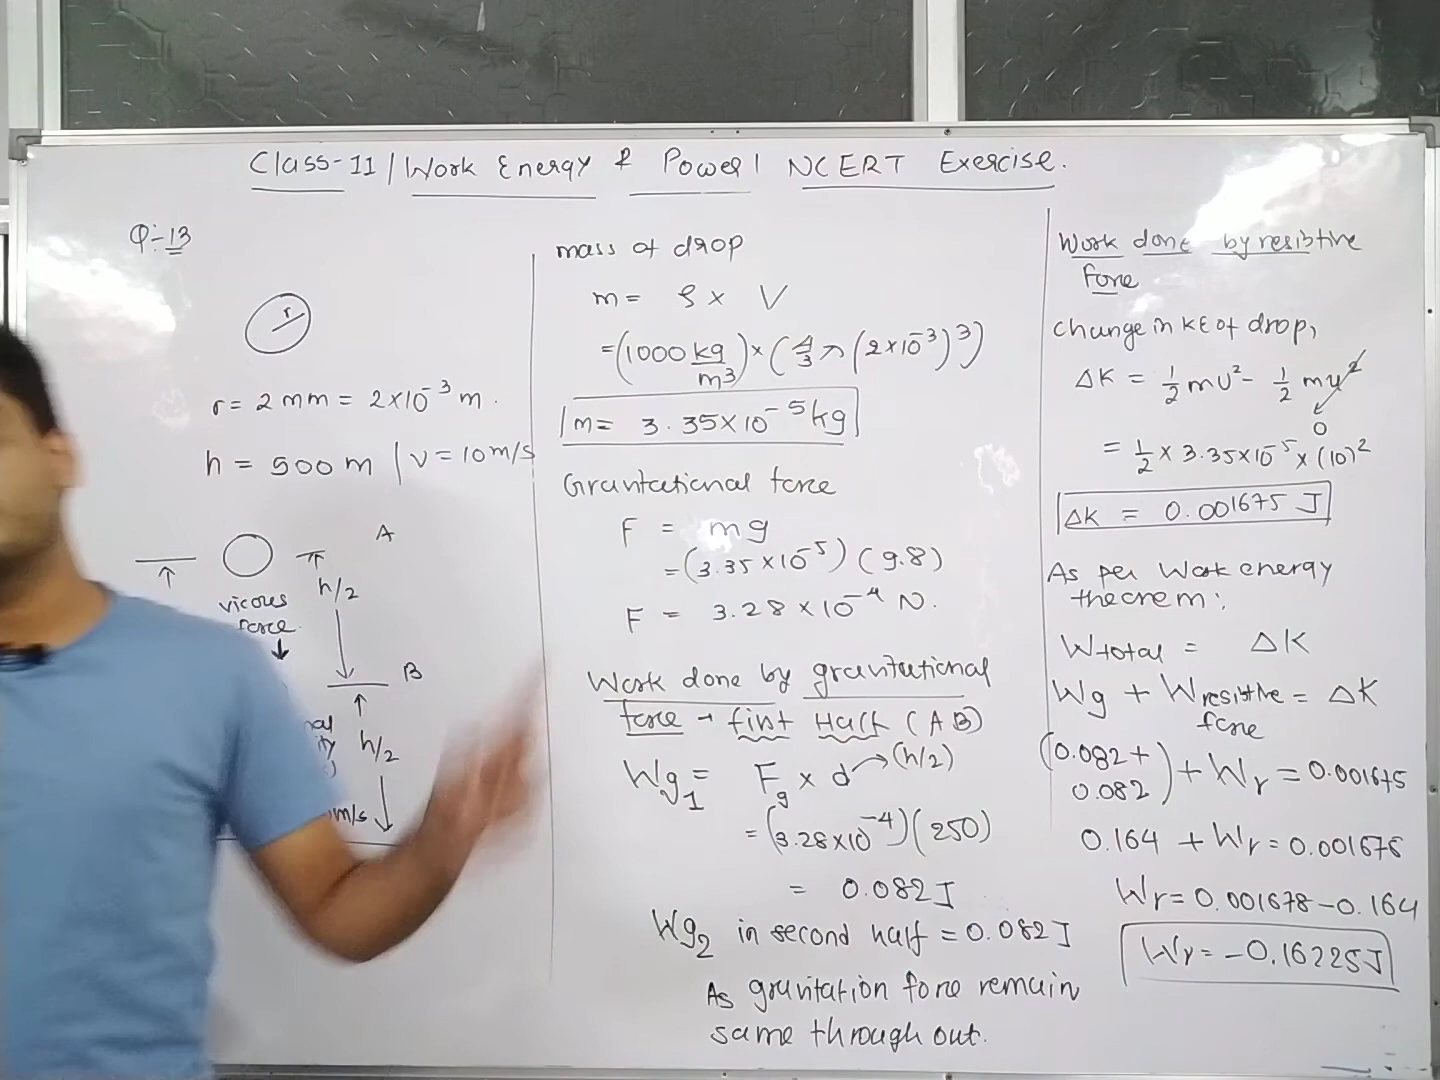 Class-11 / Work Energy & Power | NCERT Exercise.
Q:-13
r
r = 2 mm = 2×10⁻³ m.
h = 500 m | v = 10 m/s
A
vicous
force
h/2
B
h/2
m/s
mass of drop
m = ρ × V
= (1000 kg/m³) × (4/3 π (2×10⁻³)³)
m = 3.35×10⁻⁵ kg
Gravitational force
F = mg
= (3.35×10⁻⁵) (9.8)
F = 3.28 × 10⁻⁴ N.
Work done by gravitational
force → first Half (AB)
Wg₁ = Fg × d → (h/2)
= (3.28×10⁻⁴) (250)
= 0.082 J
Wg₂ in second half = 0.082 J
As gravitation force remain
same through out.
Work done by resistive
force
Change in KE of drop,
ΔK = 1/2 mv² - 1/2 mu²
0
= 1/2 × 3.35×10⁻⁵ × (10)²
ΔK = 0.001675 J
As per Work energy
theorem:
Wtotal = ΔK
Wg + Wresistive = ΔK
force
(0.082 +
0.082) + Wr = 0.001675
0.164 + Wr = 0.001675
Wr = 0.001678 - 0.164
Wr = - 0.16225 J